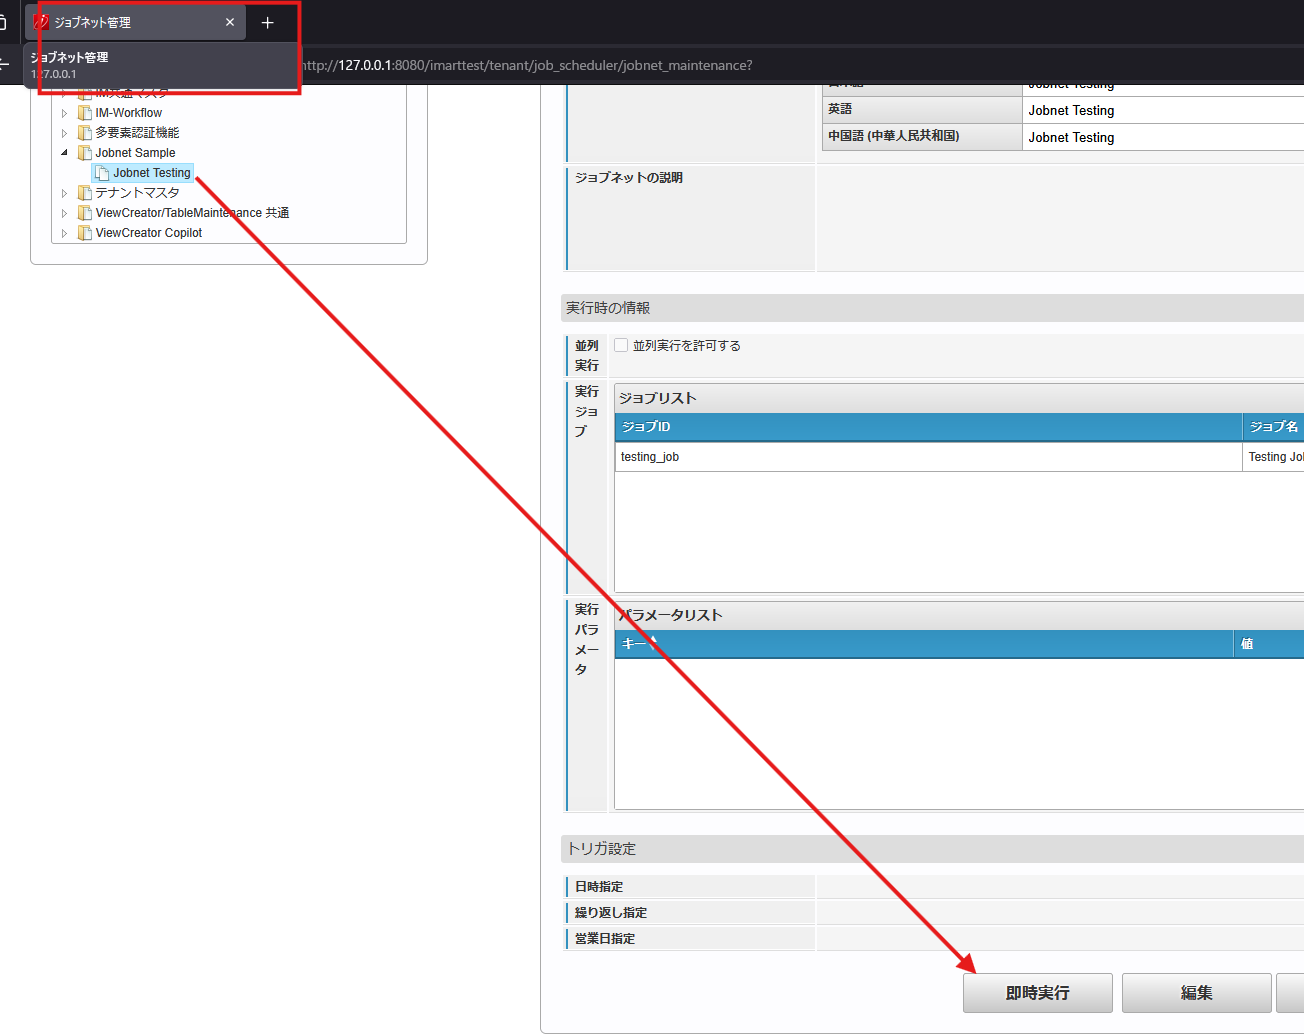 ジョブネット管理
ジョブネット管理
127.0.0.1
http://127.0.0.1:8080/imarttest/tenant/job_scheduler/jobnet_maintenance?
IM共通マスタ
IM-Workflow
多要素認証機能
Jobnet Sample
Jobnet Testing
テナントマスタ
ViewCreator/TableMaintenance 共通
ViewCreator Copilot
日本語 Jobnet Testing
英語 Jobnet Testing
中国語 (中華人民共和国) Jobnet Testing
ジョブネットの説明
実行時の情報
並列
実行
並列実行を許可する
実行
ジョ
ブ
ジョブリスト
ジョブID ジョブ名
testing_job Testing Jo
実行
パラ
メー
タ
パラメータリスト
キー 値
トリガ設定
日時指定
繰り返し指定
営業日指定
即時実行 編集